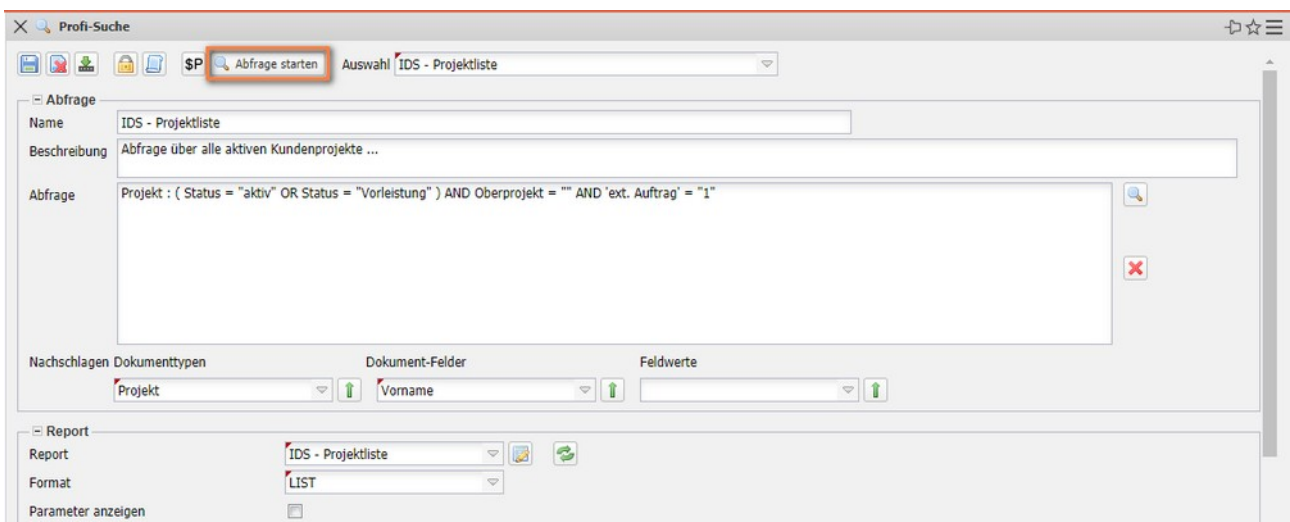 Profi-Suche
$P Abfrage starten Auswahl IDS - Projektliste
Abfrage
Name IDS - Projektliste
Beschreibung Abfrage über alle aktiven Kundenprojekte ...
Abfrage Projekt : ( Status = "aktiv" OR Status = "Vorleistung" ) AND Oberprojekt = "" AND 'ext. Auftrag' = "1"
Nachschlagen Dokumenttypen Dokument-Felder Feldwerte
Projekt Vorname
Report
Report IDS - Projektliste
Format LIST
Parameter anzeigen